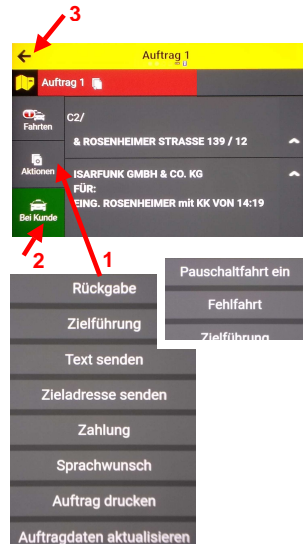 3
Auftrag 1
Auftrag 1
Fahrten
C2/
& ROSENHEIMER STRASSE 139 / 12
Aktionen
ISARFUNK GMBH & CO. KG
FÜR:
EING. ROSENHEIMER mit KK VON 14:19
Bei Kunde
2
1
Rückgabe
Zielführung
Text senden
Zieladresse senden
Zahlung
Sprachwunsch
Auftrag drucken
Auftragdaten aktualisieren
Pauschaltfahrt ein
Fehlfahrt
Zielführung